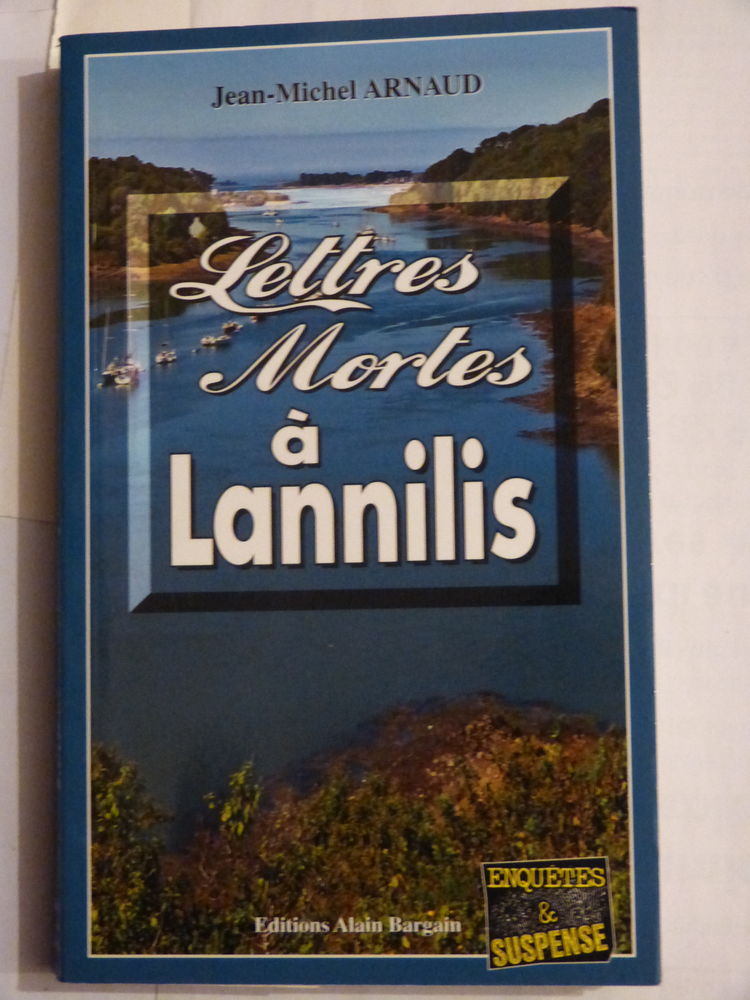 Jean-Michel ARNAUD
Lettres
Mortes
à
Lannilis
Editions Alain Bargain
ENQUÊTES
&
SUSPENSE